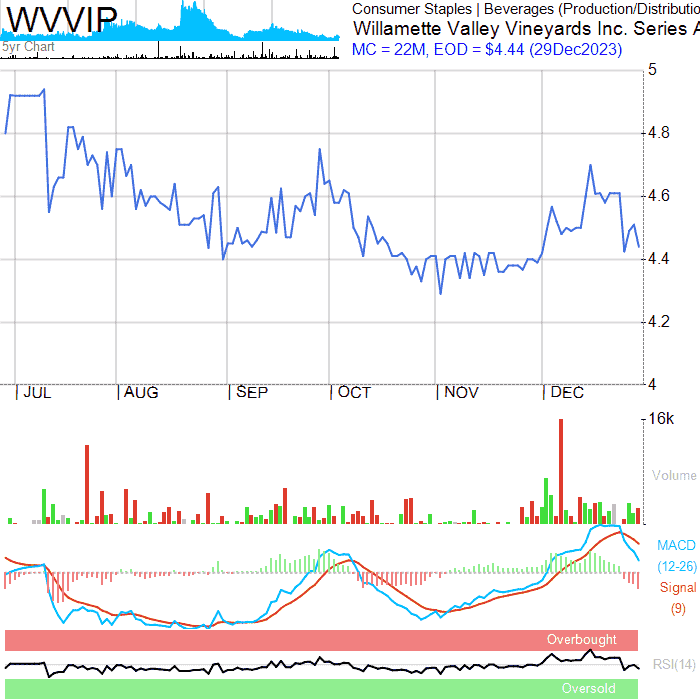 WVVIP
5yr Chart
Consumer Staples | Beverages (Production/Distributio
Willamette Valley Vineyards Inc. Series A
MC = 22M, EOD = $4.44 (29Dec2023)
5
4.8
4.6
4.4
4.2
4
JUL AUG SEP OCT NOV DEC
16k
Volume
MACD
(12-26)
Signal
(9)
Overbought
RSI(14)
Oversold